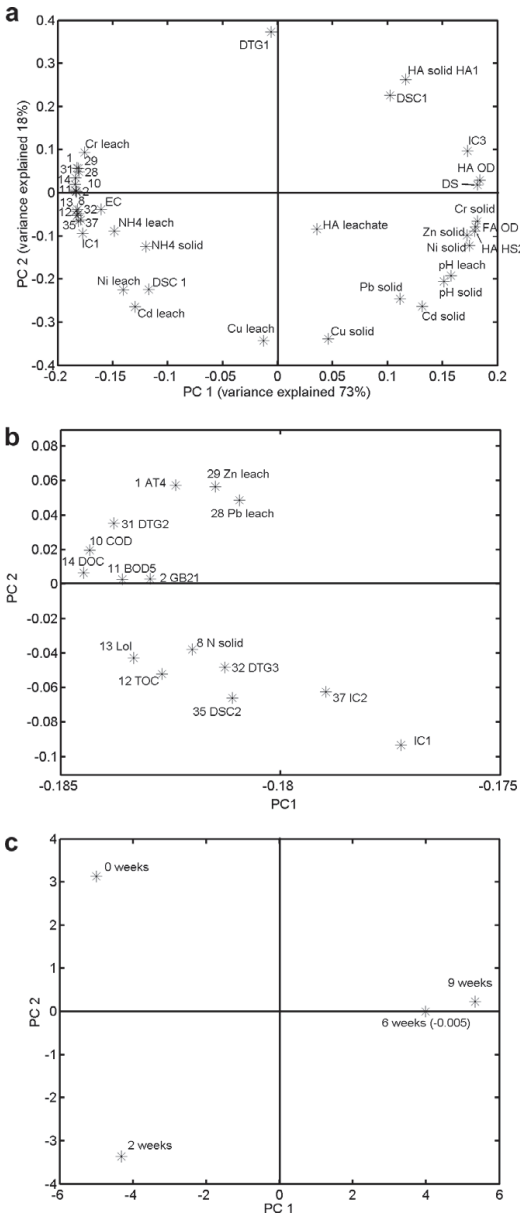 a
0.4
0.3
0.2
0.1
0
-0.1
-0.2
-0.3
-0.4
PC 2 (variance explained 18%)
DTG1
HA solid HA1
DSC1
IC3
HA OD
DS
Cr leach
1
29
31
28
14
10
11
2
13
8
12
32
35
37
EC
IC1
NH4 leach
NH4 solid
HA leachate
Cr solid
Zn solid
FA OD
Ni solid
HA HS2
pH leach
pH solid
Pb solid
Cd solid
Ni leach
DSC 1
Cd leach
Cu leach
Cu solid
-0.2 -0.15 -0.1 -0.05 0 0.05 0.1 0.15 0.2
PC 1 (variance explained 73%)
b
0.08
0.06
0.04
0.02
0
-0.02
-0.04
-0.06
-0.08
-0.1
PC 2
1 AT4
29 Zn leach
28 Pb leach
31 DTG2
10 COD
14 DOC
11 BOD5
2 GB21
13 LoI
8 N solid
12 TOC
32 DTG3
35 DSC2
37 IC2
IC1
-0.185 -0.18 -0.175
PC1
c
4
3
2
1
0
-1
-2
-3
-4
PC 2
0 weeks
9 weeks
6 weeks (-0.005)
2 weeks
-6 -4 -2 0 2 4 6
PC 1